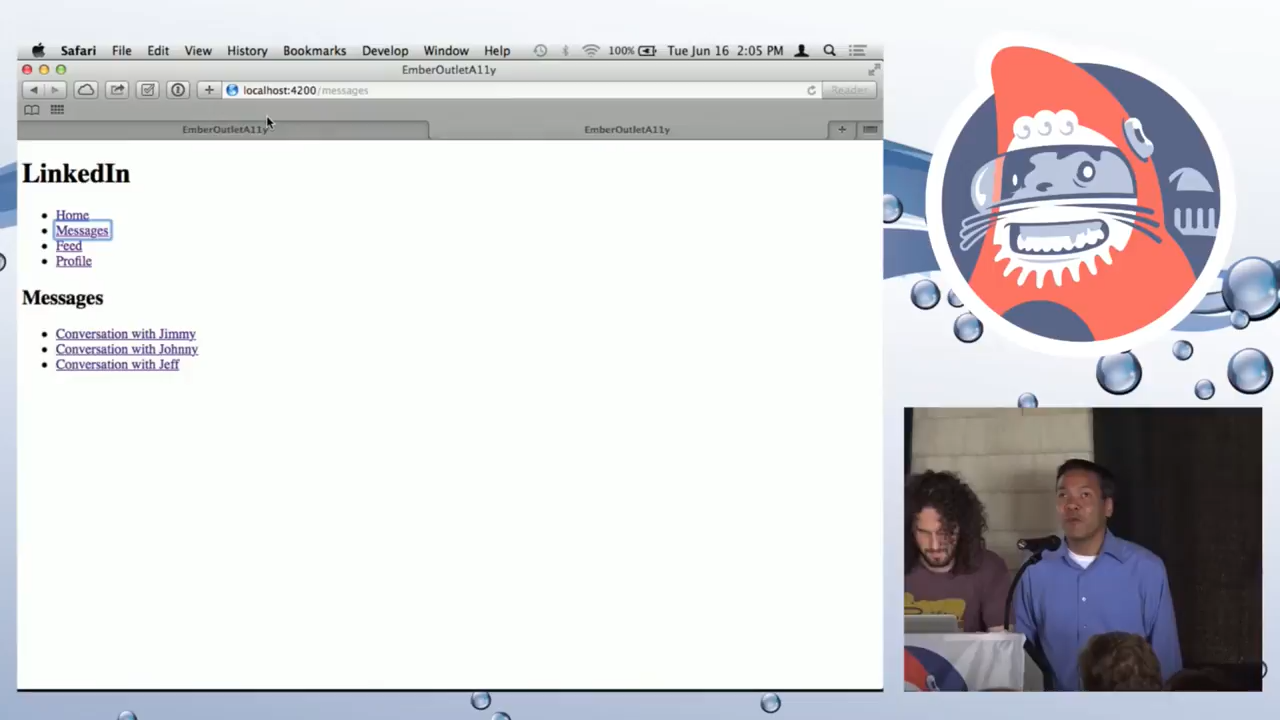 Safari File Edit View History Bookmarks Develop Window Help 100% Tue Jun 16 2:05 PM
EmberOutletA11y
localhost:4200/messages
Reader
EmberOutletA11y EmberOutletA11y
LinkedIn
Home
Messages
Feed
Profile
Messages
Conversation with Jimmy
Conversation with Johnny
Conversation with Jeff